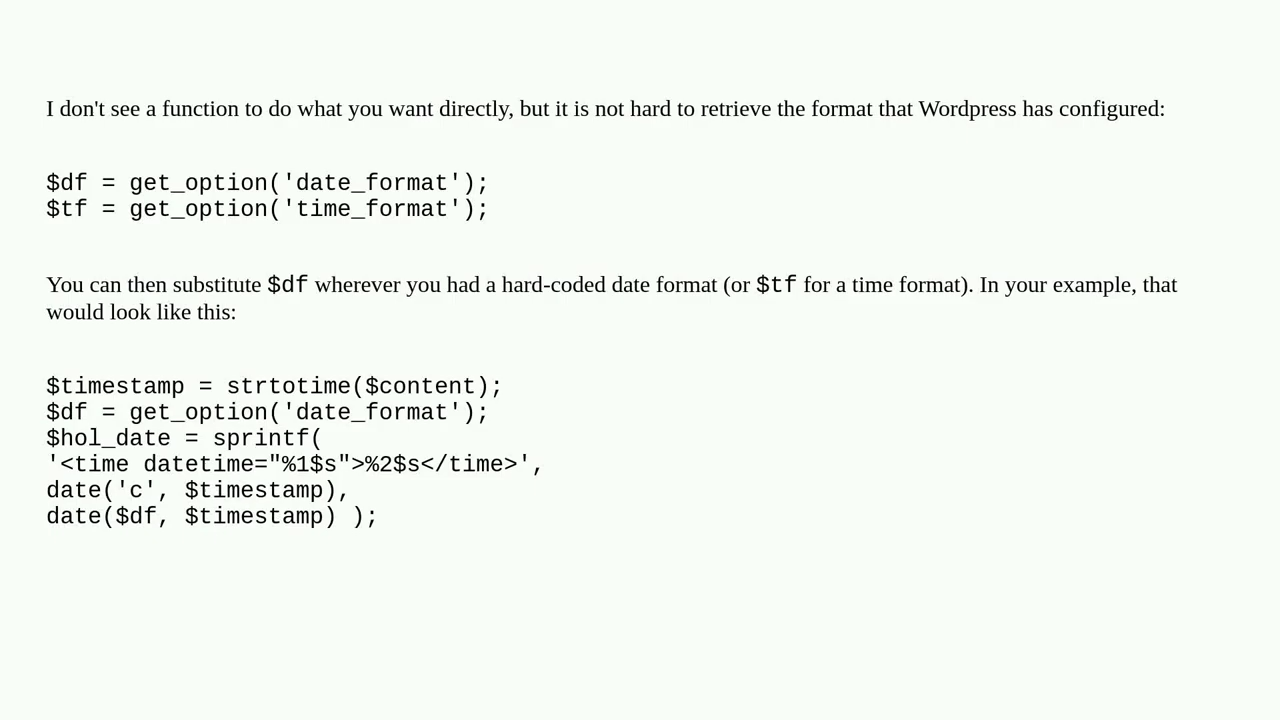 I don't see a function to do what you want directly, but it is not hard to retrieve the format that Wordpress has configured:
$df = get_option('date_format');
$tf = get_option('time_format');
You can then substitute $df wherever you had a hard-coded date format (or $tf for a time format). In your example, that
would look like this:
$timestamp = strtotime($content);
$df = get_option('date_format');
$hol_date = sprintf(
'<time datetime="%1$s">%2$s</time>',
date('c', $timestamp),
date($df, $timestamp) );